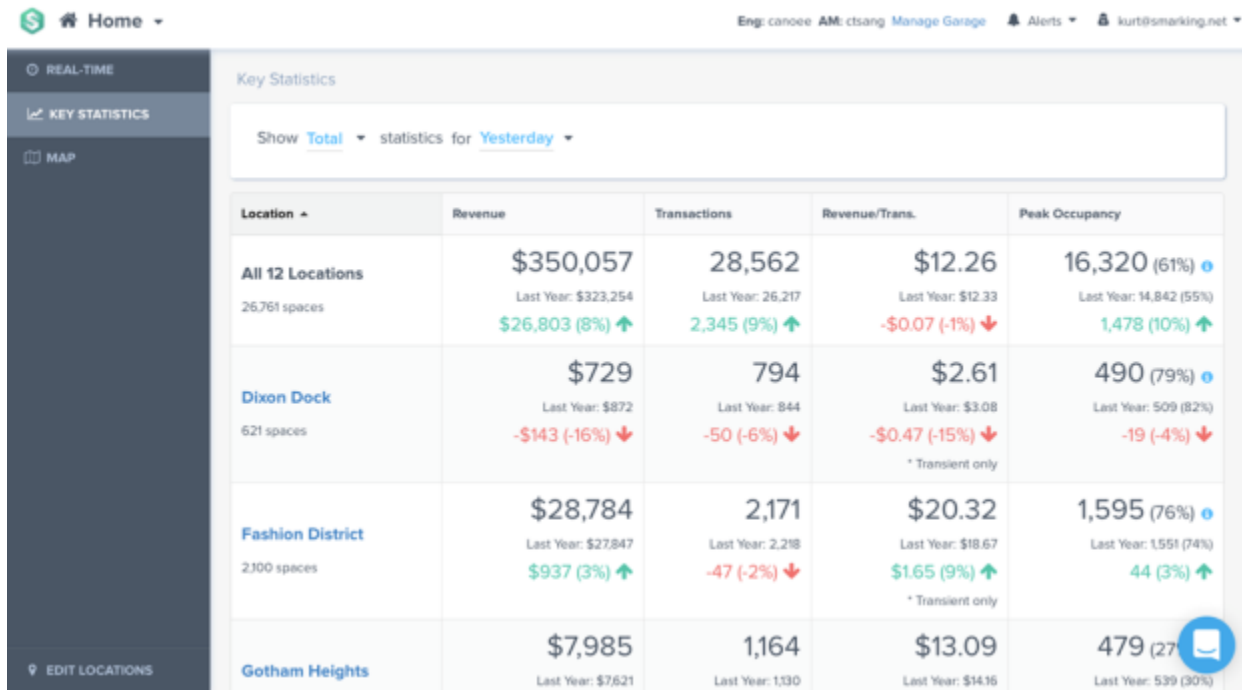 Home
Eng: canoee AM: ctsang Manage Garage Alerts kurt@smarking.net
REAL-TIME
KEY STATISTICS
MAP
EDIT LOCATIONS
Key Statistics
Show Total statistics for Yesterday
Location Revenue Transactions Revenue/Trans. Peak Occupancy
All 12 Locations
26,761 spaces
$350,057
Last Year: $323,254
$26,803 (8%)
28,562
Last Year: 26,217
2,345 (9%)
$12.26
Last Year: $12.33
-$0.07 (-1%)
16,320 (61%)
Last Year: 14,842 (55%)
1,478 (10%)
Dixon Dock
621 spaces
$729
Last Year: $872
-$143 (-16%)
794
Last Year: 844
-50 (-6%)
$2.61
Last Year: $3.08
-$0.47 (-15%)
* Transient only
490 (79%)
Last Year: 509 (82%)
-19 (-4%)
Fashion District
2,100 spaces
$28,784
Last Year: $27,847
$937 (3%)
2,171
Last Year: 2,218
-47 (-2%)
$20.32
Last Year: $18.67
$1.65 (9%)
* Transient only
1,595 (76%)
Last Year: 1,551 (74%)
44 (3%)
Gotham Heights
$7,985
Last Year: $7,621
1,164
Last Year: 1,130
$13.09
Last Year: $14.16
479 (27
Last Year: 539 (30%)